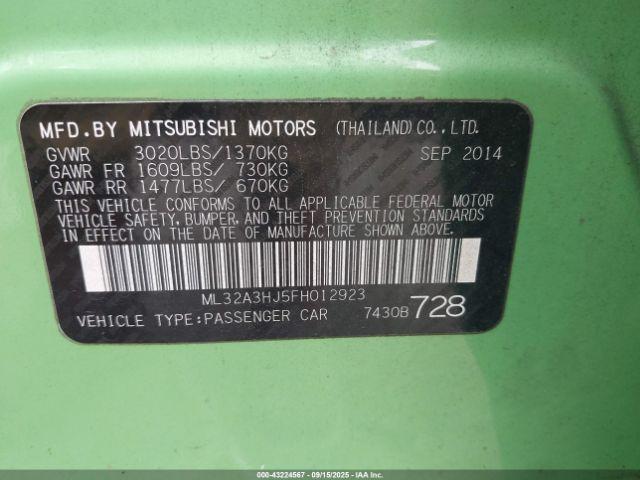 MFD.BY MITSUBISHI MOTORS (THAILAND)CO.,LTD.
GVWR 3020LBS/1370KG SEP 2014
GAWR FR 1609LBS/ 730KG
GAWR RR 1477LBS/ 670KG
THIS VEHICLE CONFORMS TO ALL APPLICABLE FEDERAL MOTOR
VEHICLE SAFETY, BUMPER, AND THEFT PREVENTION STANDARDS
IN EFFECT ON THE DATE OF MANUFACTURE SHOWN ABOVE.
ML32A3HJ5FH012923
VEHICLE TYPE:PASSENGER CAR 7430B 728
000-43224567 - 09/15/2025 - IAAI.COM